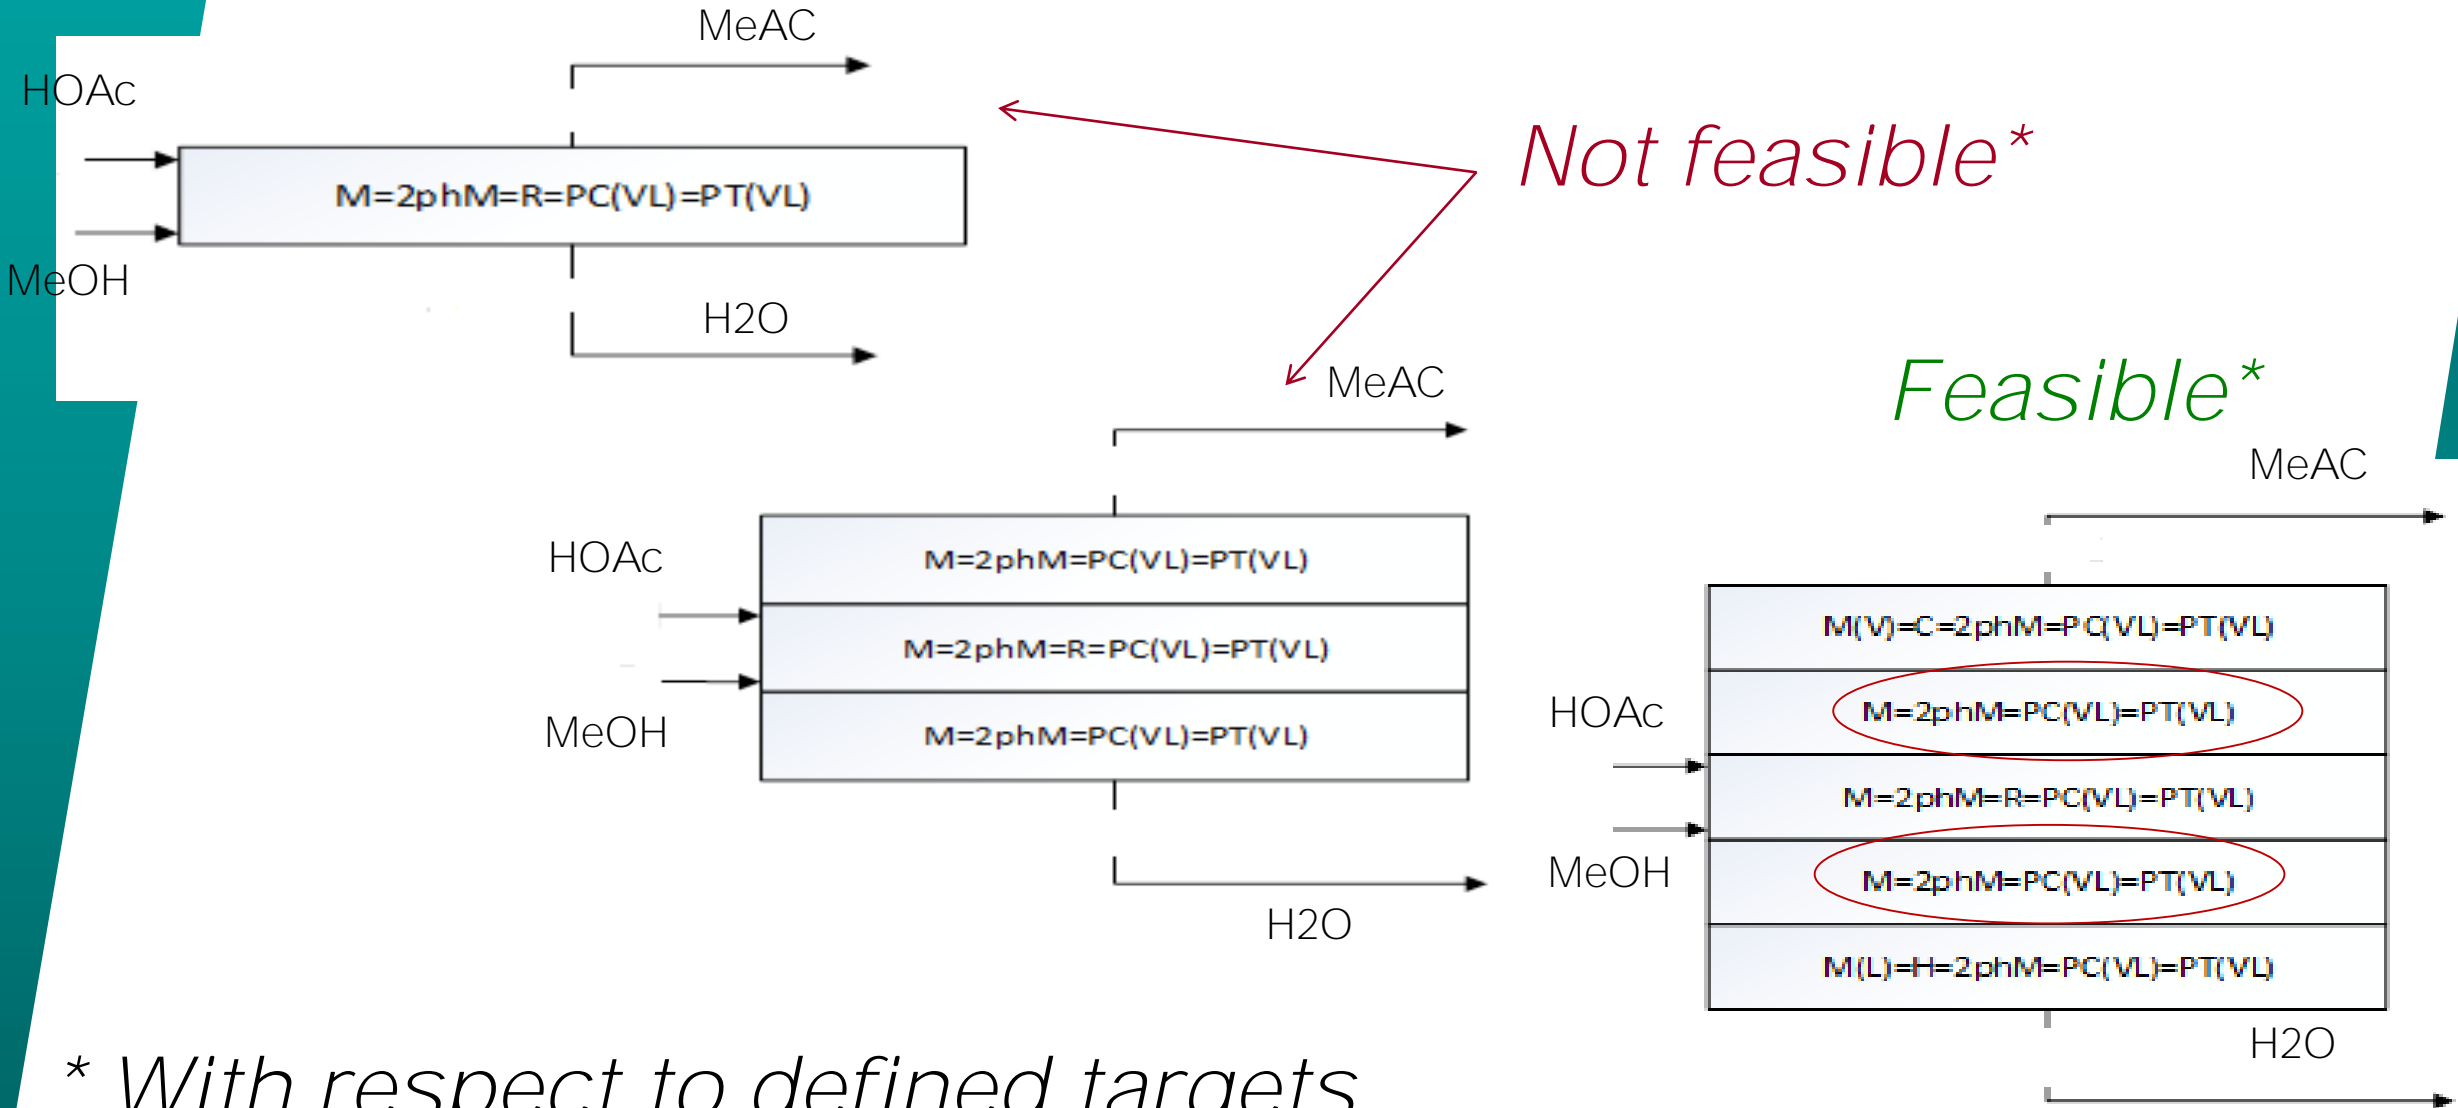 MeAC
HOAc
M=2phM=R=PC(VL)=PT(VL)
MeOH
H2O
Not feasible*
MeAC
HOAc
M=2phM=PC(VL)=PT(VL)
M=2phM=R=PC(VL)=PT(VL)
M=2phM=PC(VL)=PT(VL)
MeOH
H2O
Feasible*
MeAC
M(V)=C=2phM=PC(VL)=PT(VL)
HOAc
M=2phM=PC(VL)=PT(VL)
M=2phM=R=PC(VL)=PT(VL)
MeOH
M=2phM=PC(VL)=PT(VL)
M(L)=H=2phM=PC(VL)=PT(VL)
H2O
* With respect to defined targets